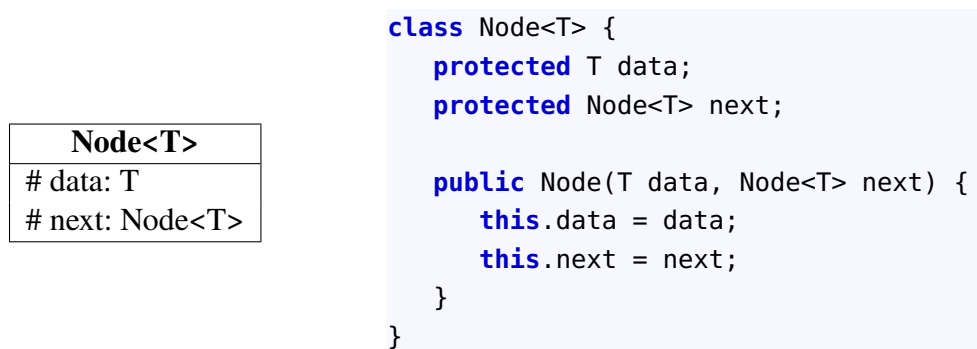 Node<T>
# data: T
# next: Node<T>
class Node<T> {
   protected T data;
   protected Node<T> next;

   public Node(T data, Node<T> next) {
      this.data = data;
      this.next = next;
   }
}